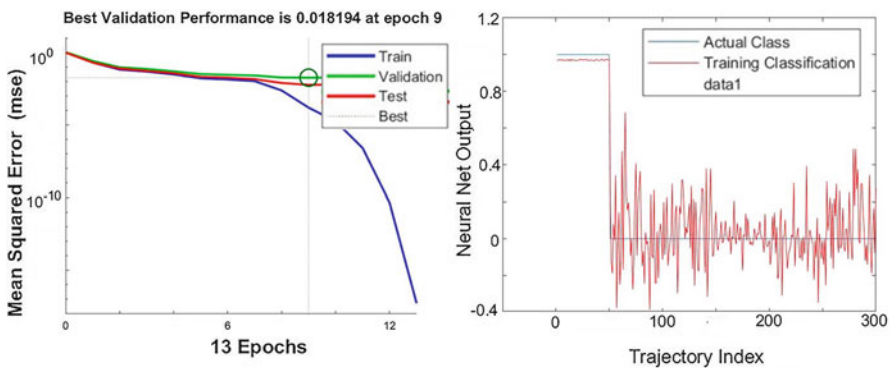 Best Validation Performance is 0.018194 at epoch 9
Mean Squared Error (mse)
10^0
10^-10
Train
Validation
Test
Best
0 6 12
13 Epochs
Neural Net Output
1.2
0.8
0.4
0
-0.4
Actual Class
Training Classification
data1
0 100 200 300
Trajectory Index